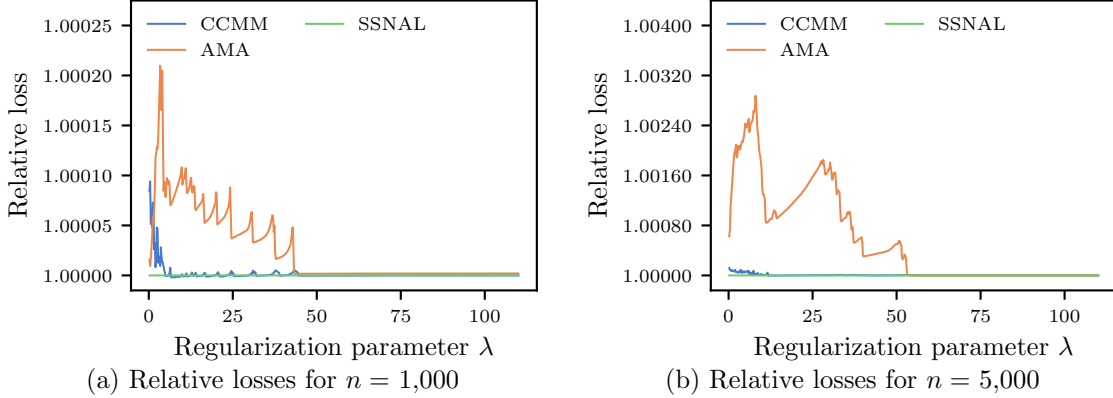 CCMM SSNAL
AMA
Relative loss
1.00025
1.00020
1.00015
1.00010
1.00005
1.00000
0 25 50 75 100
Regularization parameter λ
(a) Relative losses for n = 1,000
CCMM SSNAL
AMA
Relative loss
1.00400
1.00320
1.00240
1.00160
1.00080
1.00000
0 25 50 75 100
Regularization parameter λ
(b) Relative losses for n = 5,000